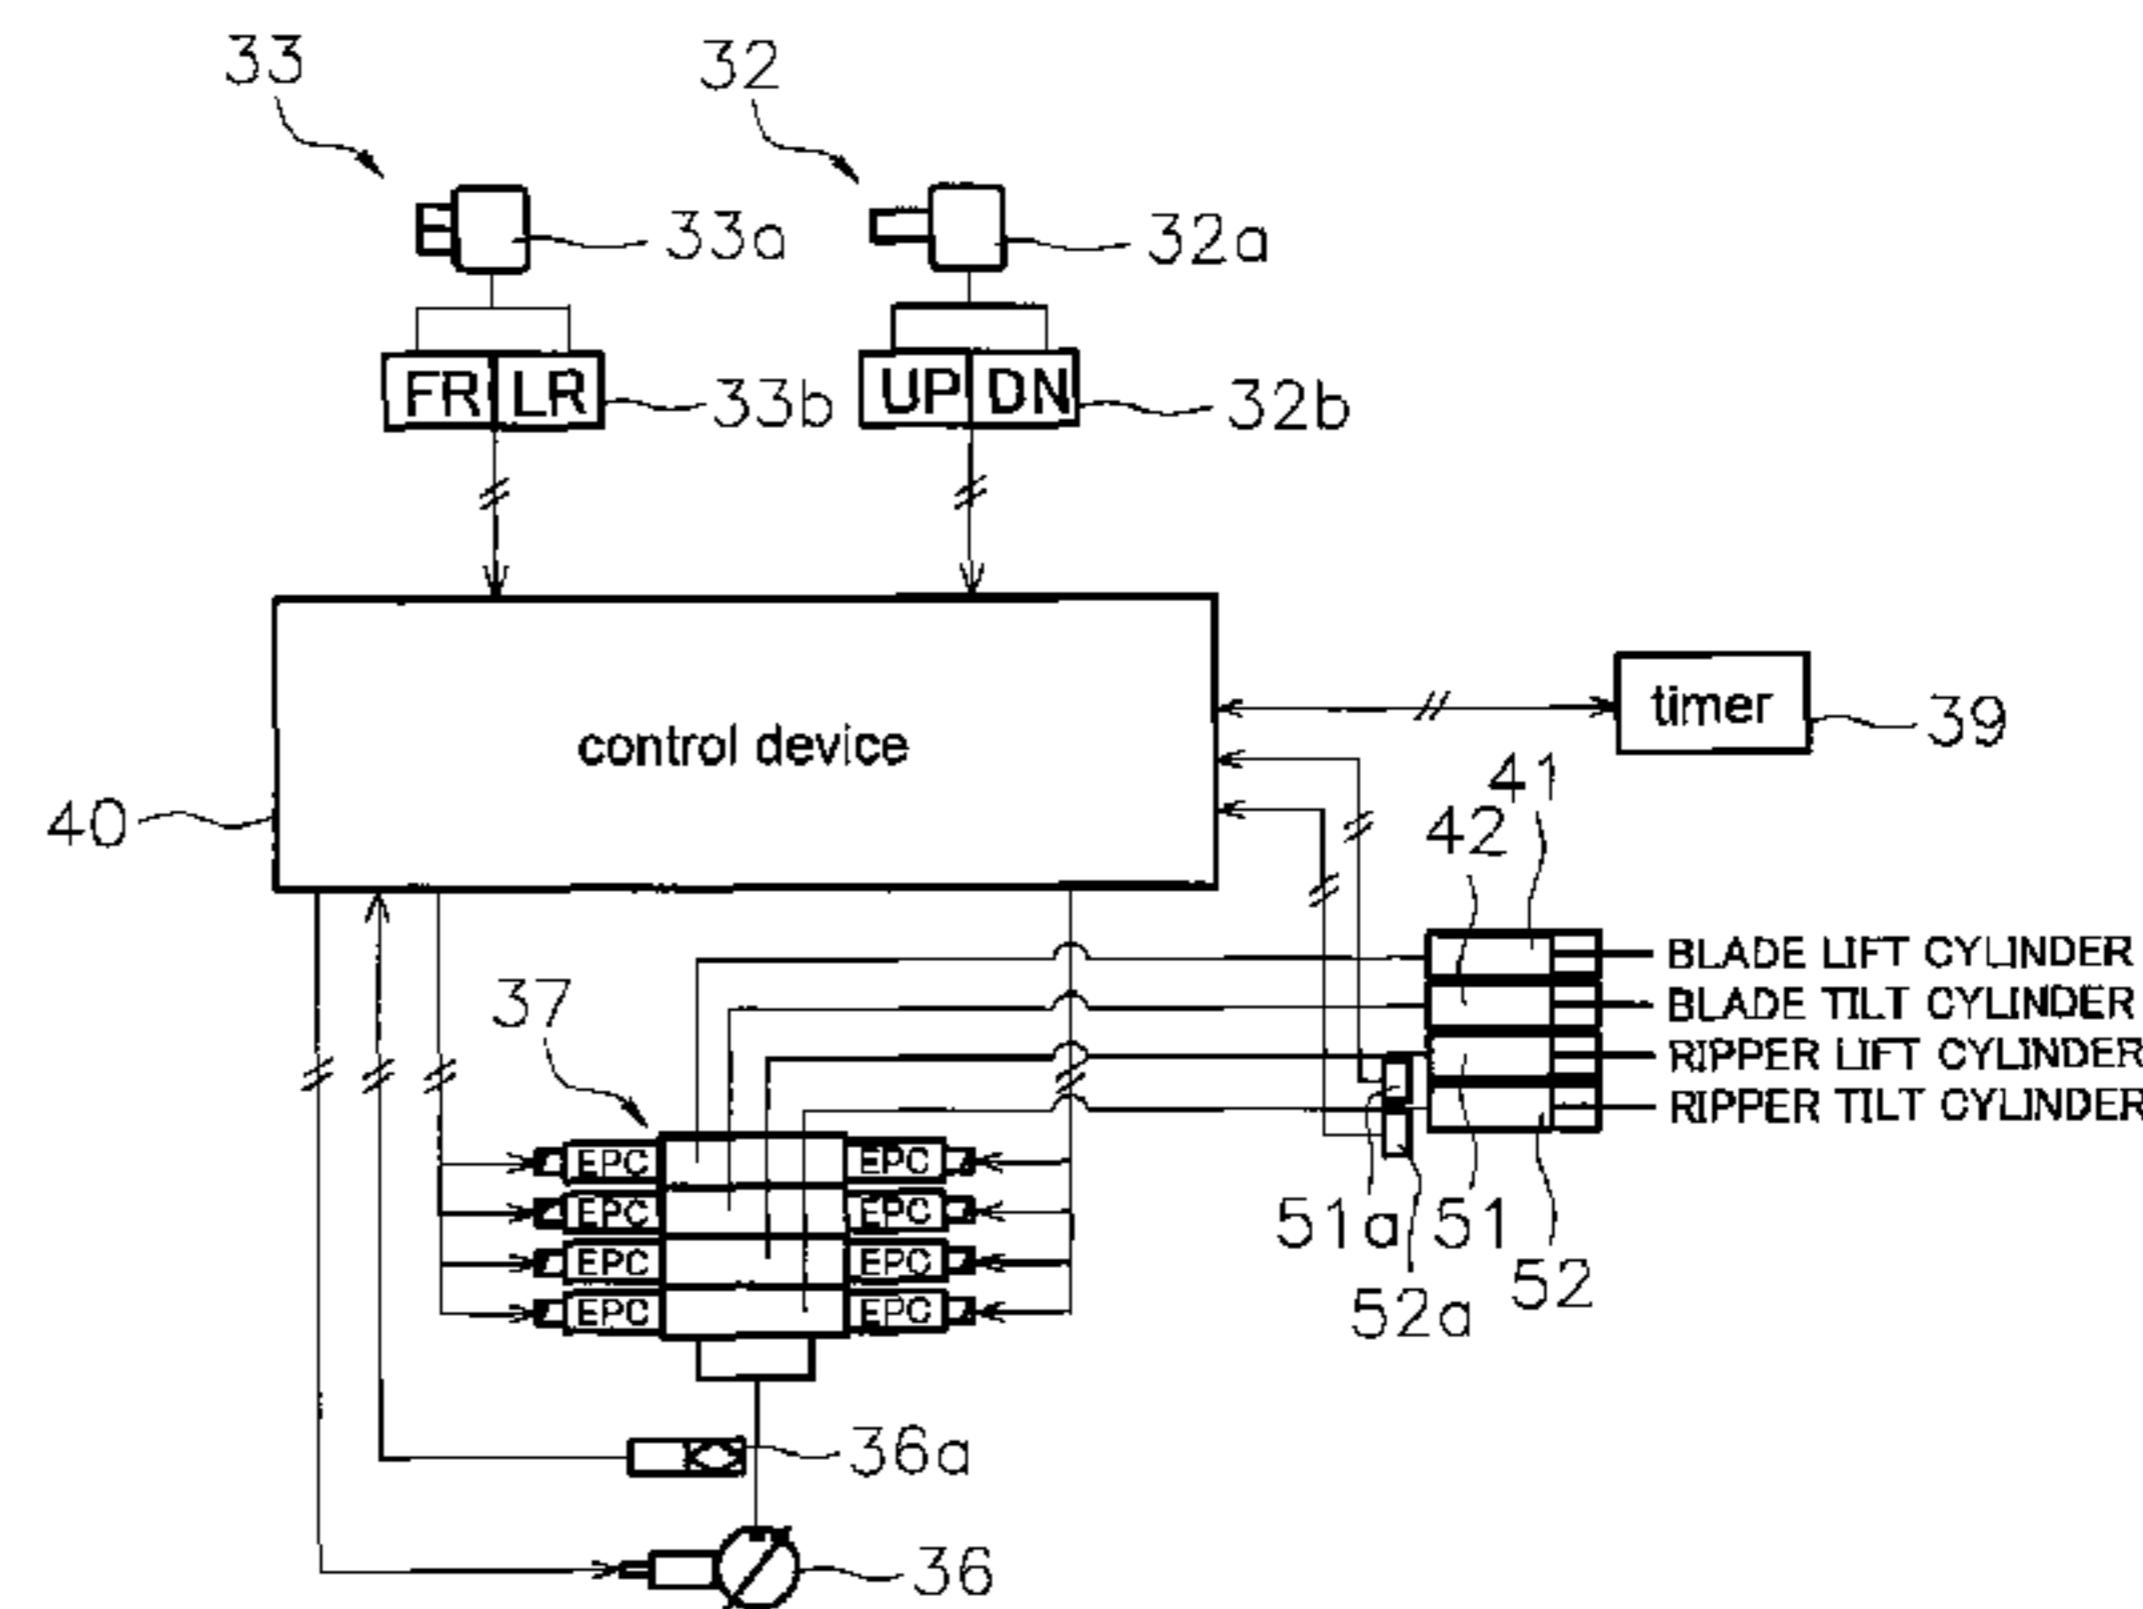 33
32
33a
32a
FR LR
33b
UP DN
32b
control device
timer
39
40
41
42
BLADE LIFT CYLINDER
BLADE TILT CYLINDER
RIPPER LIFT CYLINDER
RIPPER TILT CYLINDER
37
EPC EPC
EPC EPC
EPC EPC
EPC EPC
51a
51
52
52a
36a
36